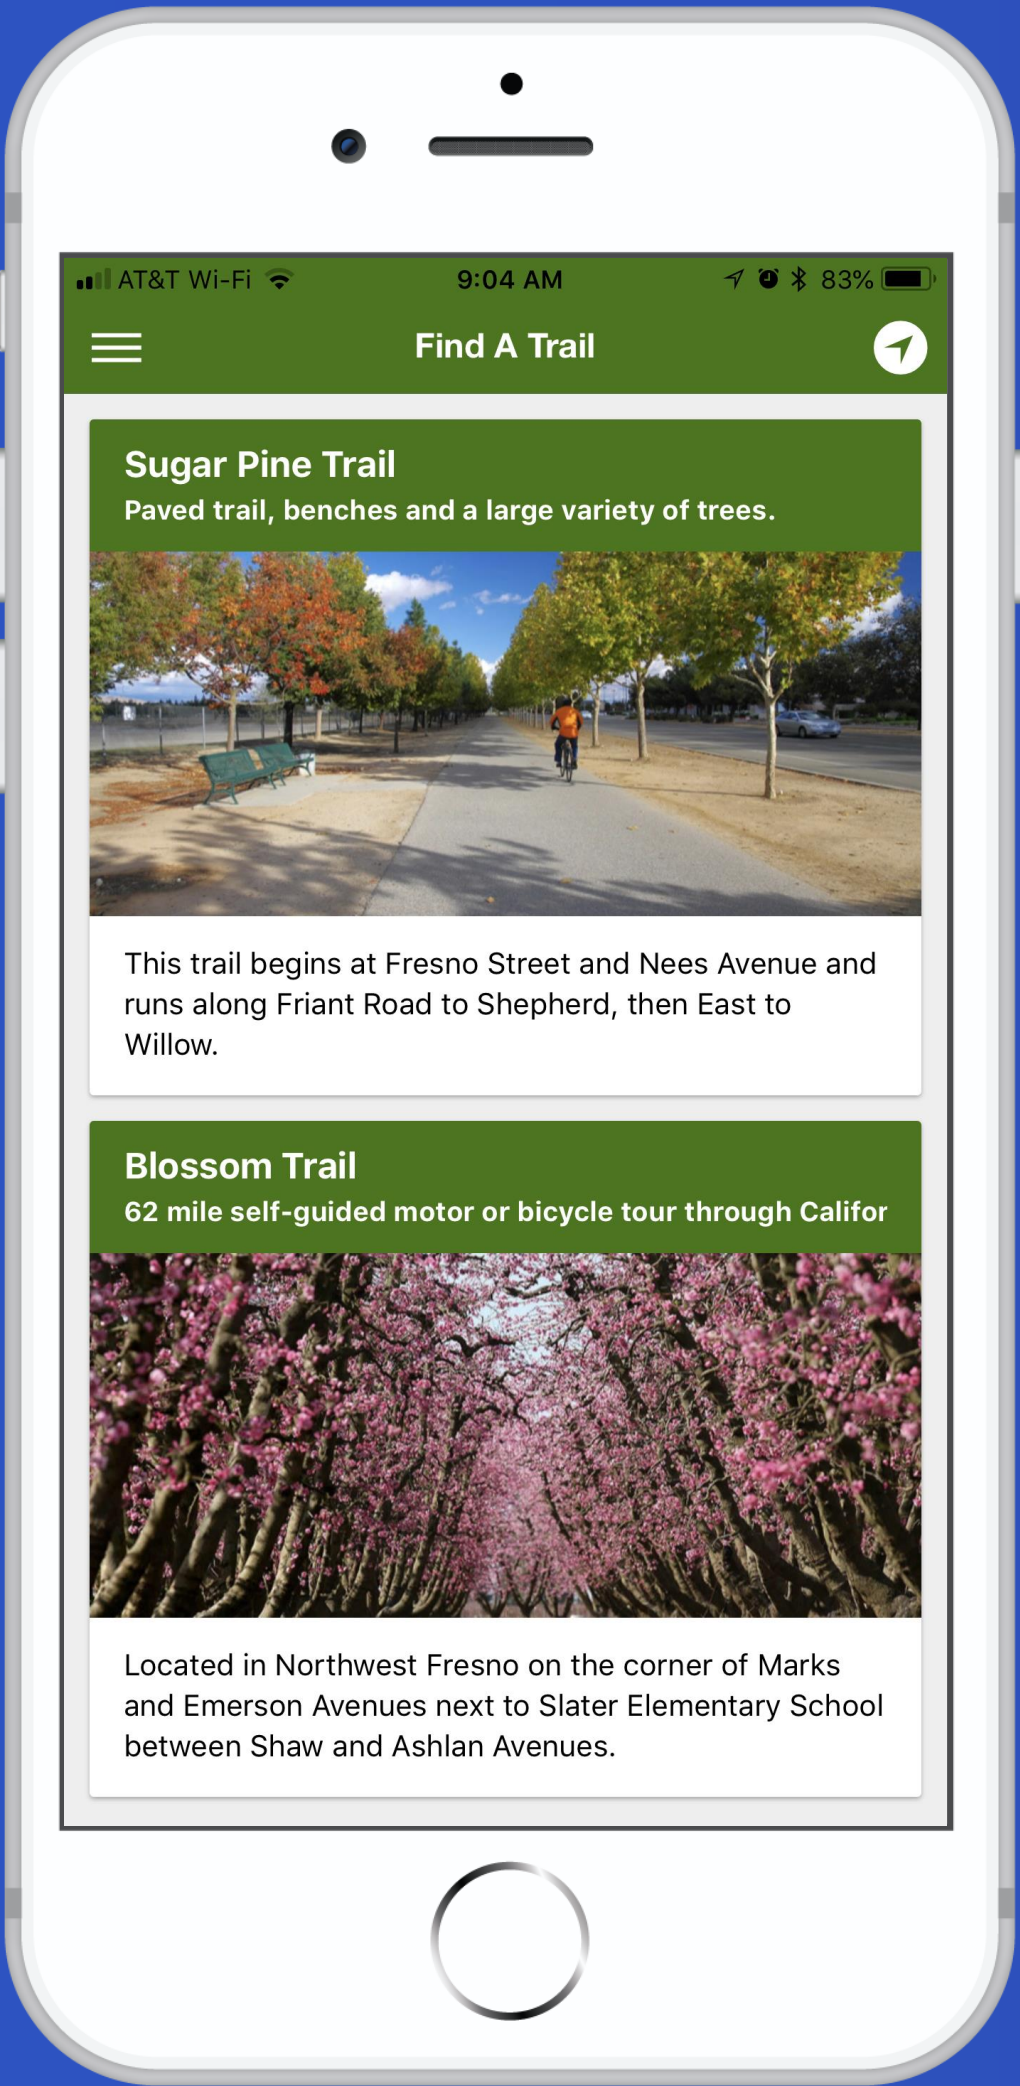 AT&T Wi-Fi 9:04 AM 83%
Find A Trail
Sugar Pine Trail
Paved trail, benches and a large variety of trees.
This trail begins at Fresno Street and Nees Avenue and
runs along Friant Road to Shepherd, then East to
Willow.
Blossom Trail
62 mile self-guided motor or bicycle tour through Califor
Located in Northwest Fresno on the corner of Marks
and Emerson Avenues next to Slater Elementary School
between Shaw and Ashlan Avenues.